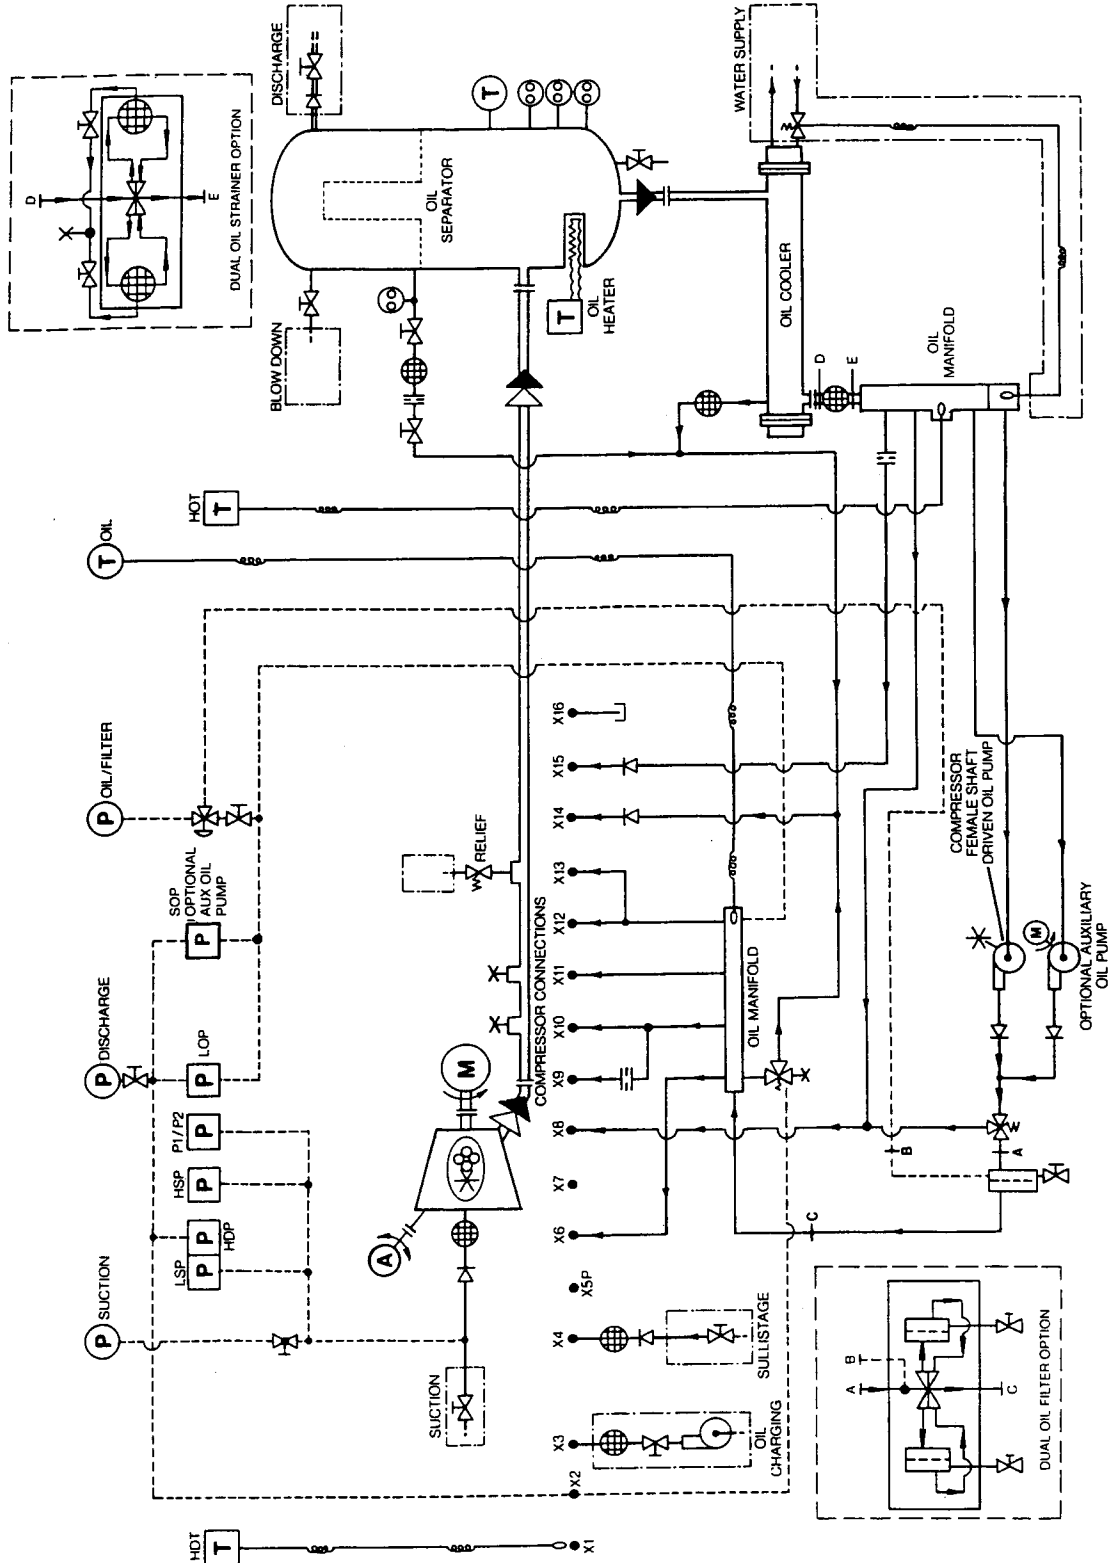 HDT
T
P
SUCTION
LSP
P
P
HDP
HSP
P
P1/P2
P
P
DISCHARGE
P
LOP
SOP
OPTIONAL
AUX OIL
PUMP
P
P
OIL/FILTER
T
OIL
HOT
T
D
E
DUAL OIL STRAINER OPTION
BLOW DOWN
DISCHARGE
OIL
SEPARATOR
T
T
OIL
HEATER
SUCTION
A
M
RELIEF
COMPRESSOR CONNECTIONS
X1
X2
X3
X4
X5P
X6
X7
X8
X9
X10
X11
X12
X13
X14
X15
X16
OIL
CHARGING
SULLISTAGE
OIL MANIFOLD
WATER SUPPLY
OIL COOLER
D
E
OIL
MANIFOLD
COMPRESSOR
FEMALE SHAFT
DRIVEN OIL PUMP
M
OPTIONAL AUXILIARY
OIL PUMP
C
B
A
A
B
C
DUAL OIL FILTER OPTION